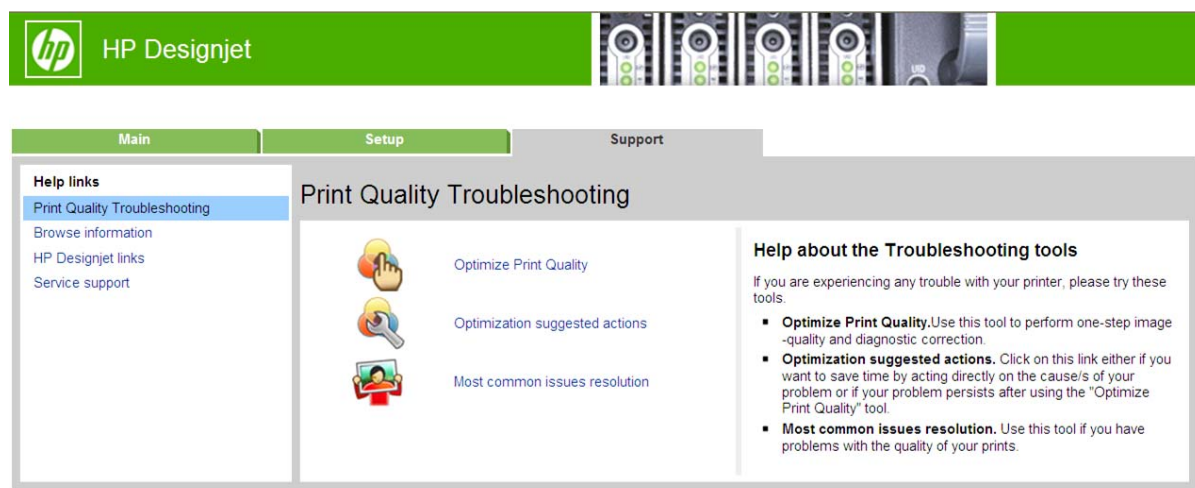 hp HP Designjet
UID
Main Setup Support
Help links
Print Quality Troubleshooting
Browse information
HP Designjet links
Service support
Print Quality Troubleshooting
Optimize Print Quality
Optimization suggested actions
Most common issues resolution
Help about the Troubleshooting tools
If you are experiencing any trouble with your printer, please try these
tools.
▪ Optimize Print Quality.Use this tool to perform one-step image
-quality and diagnostic correction.
▪ Optimization suggested actions. Click on this link either if you
want to save time by acting directly on the cause/s of your
problem or if your problem persists after using the "Optimize
Print Quality" tool.
▪ Most common issues resolution. Use this tool if you have
problems with the quality of your prints.